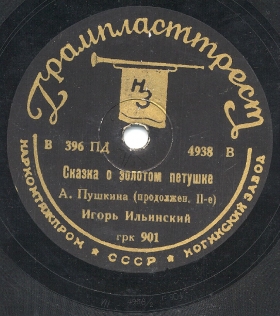 Грампласттрест
НЗ
В 396 ПД 4938 В
Сказка о золотом петушке
А. Пушкина (продолжен. II-е)
Игорь Ильинский
грк 901
НАРКОМТЯЖПРОМ ★ СССР ★ НОГИНСКИЙ ЗАВОД